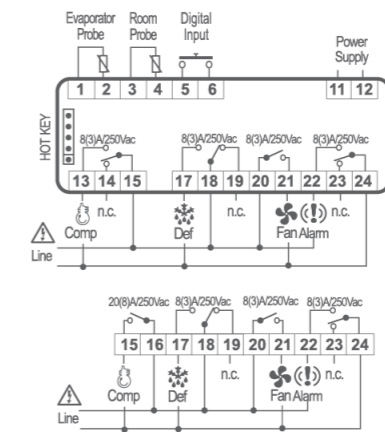 Evaporator Probe Room Probe Digital Input Power Supply
1 2 3 4 5 6 11 12
HOT KEY
8(3)A/250Vac 8(3)A/250Vac 8(3)A/250Vac 8(3)A/250Vac
13 14 15 17 18 19 20 21 22 23 24
n.c. n.c. n.c.
Comp Def Fan Alarm
Line
20(8)A/250Vac 8(3)A/250Vac 8(3)A/250Vac 8(3)A/250Vac
15 16 17 18 19 20 21 22 23 24
n.c. n.c.
Comp Def Fan Alarm
Line